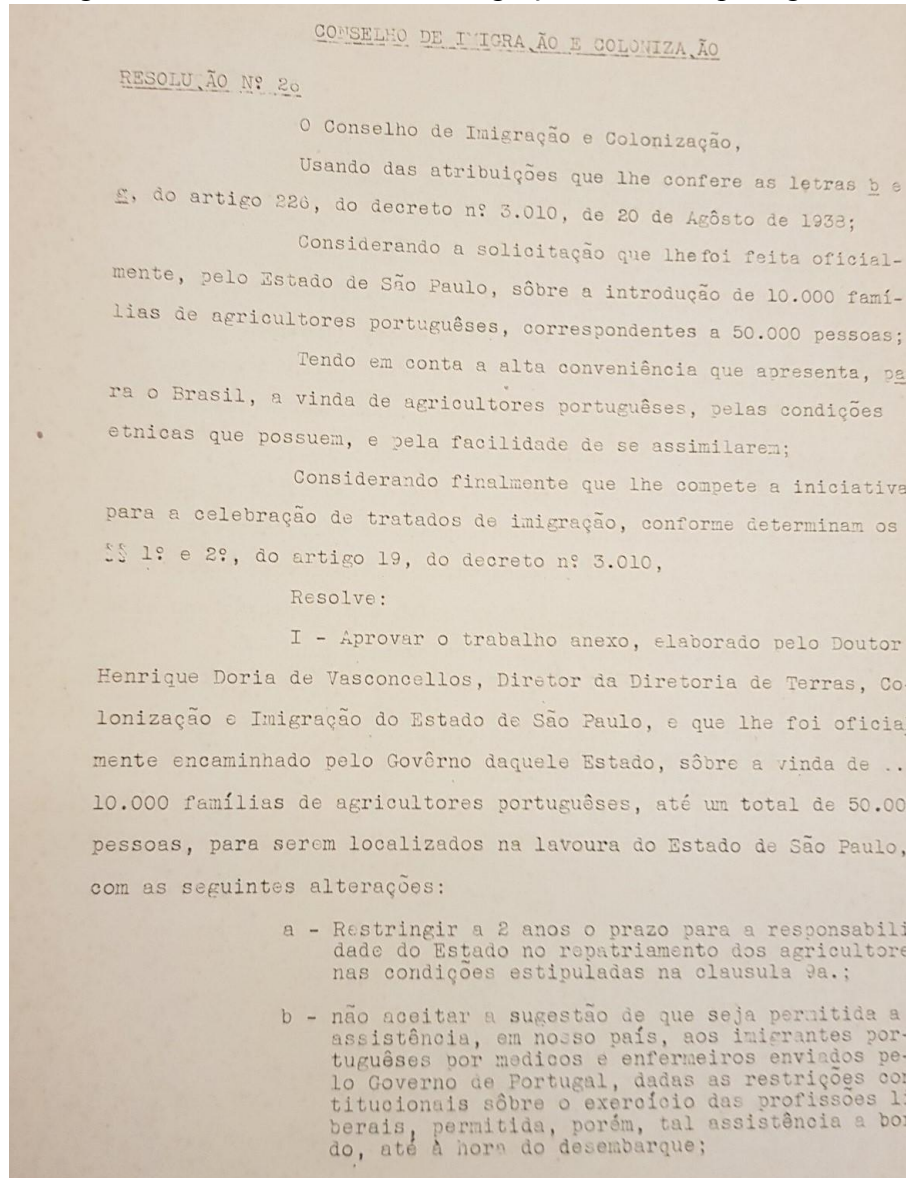 CONSELHO DE IMIGRAÇÃO E COLONIZAÇÃO
RESOLUÇÃO Nº 2o
O Conselho de Imigração e Colonização,
Usando das atribuições que lhe confere as letras b e
g, do artigo 226, do decreto nº 3.010, de 20 de Agôsto de 1938;
Considerando a solicitação que lhefoi feita oficial-
mente, pelo Estado de São Paulo, sôbre a introdução de 10.000 famí-
lias de agricultores portuguêses, correspondentes a 50.000 pessoas;
Tendo em conta a alta conveniência que apresenta, pa
ra o Brasil, a vinda de agricultores portuguêses, pelas condições
etnicas que possuem, e pela facilidade de se assimilarem;
Considerando finalmente que lhe compete a iniciativa
para a celebração de tratados de imigração, conforme determinam os
§§ 1º e 2º, do artigo 19, do decreto nº 3.010,
Resolve:
I - Aprovar o trabalho anexo, elaborado pelo Doutor
Henrique Doria de Vasconcellos, Diretor da Diretoria de Terras, Co-
lonização e Imigração do Estado de São Paulo, e que lhe foi oficia
mente encaminhado pelo Govêrno daquele Estado, sôbre a vinda de ..
10.000 famílias de agricultores portuguêses, até um total de 50.00
pessoas, para serem localizados na lavoura do Estado de São Paulo,
com as seguintes alterações:
a - Restringir a 2 anos o prazo para a responsabili
dade do Estado no repatriamento dos agricultore
nas condições estipuladas na clausula 9a.;
b - não aceitar a sugestão de que seja permitida a
assistência, em nosso país, aos imigrantes por-
tuguêses por medicos e enfermeiros enviados pe-
lo Governo de Portugal, dadas as restrições con
titucionais sôbre o exercício das profissões li
berais, permitida, porém, tal assistência a bor
do, até à hora do desembarque;